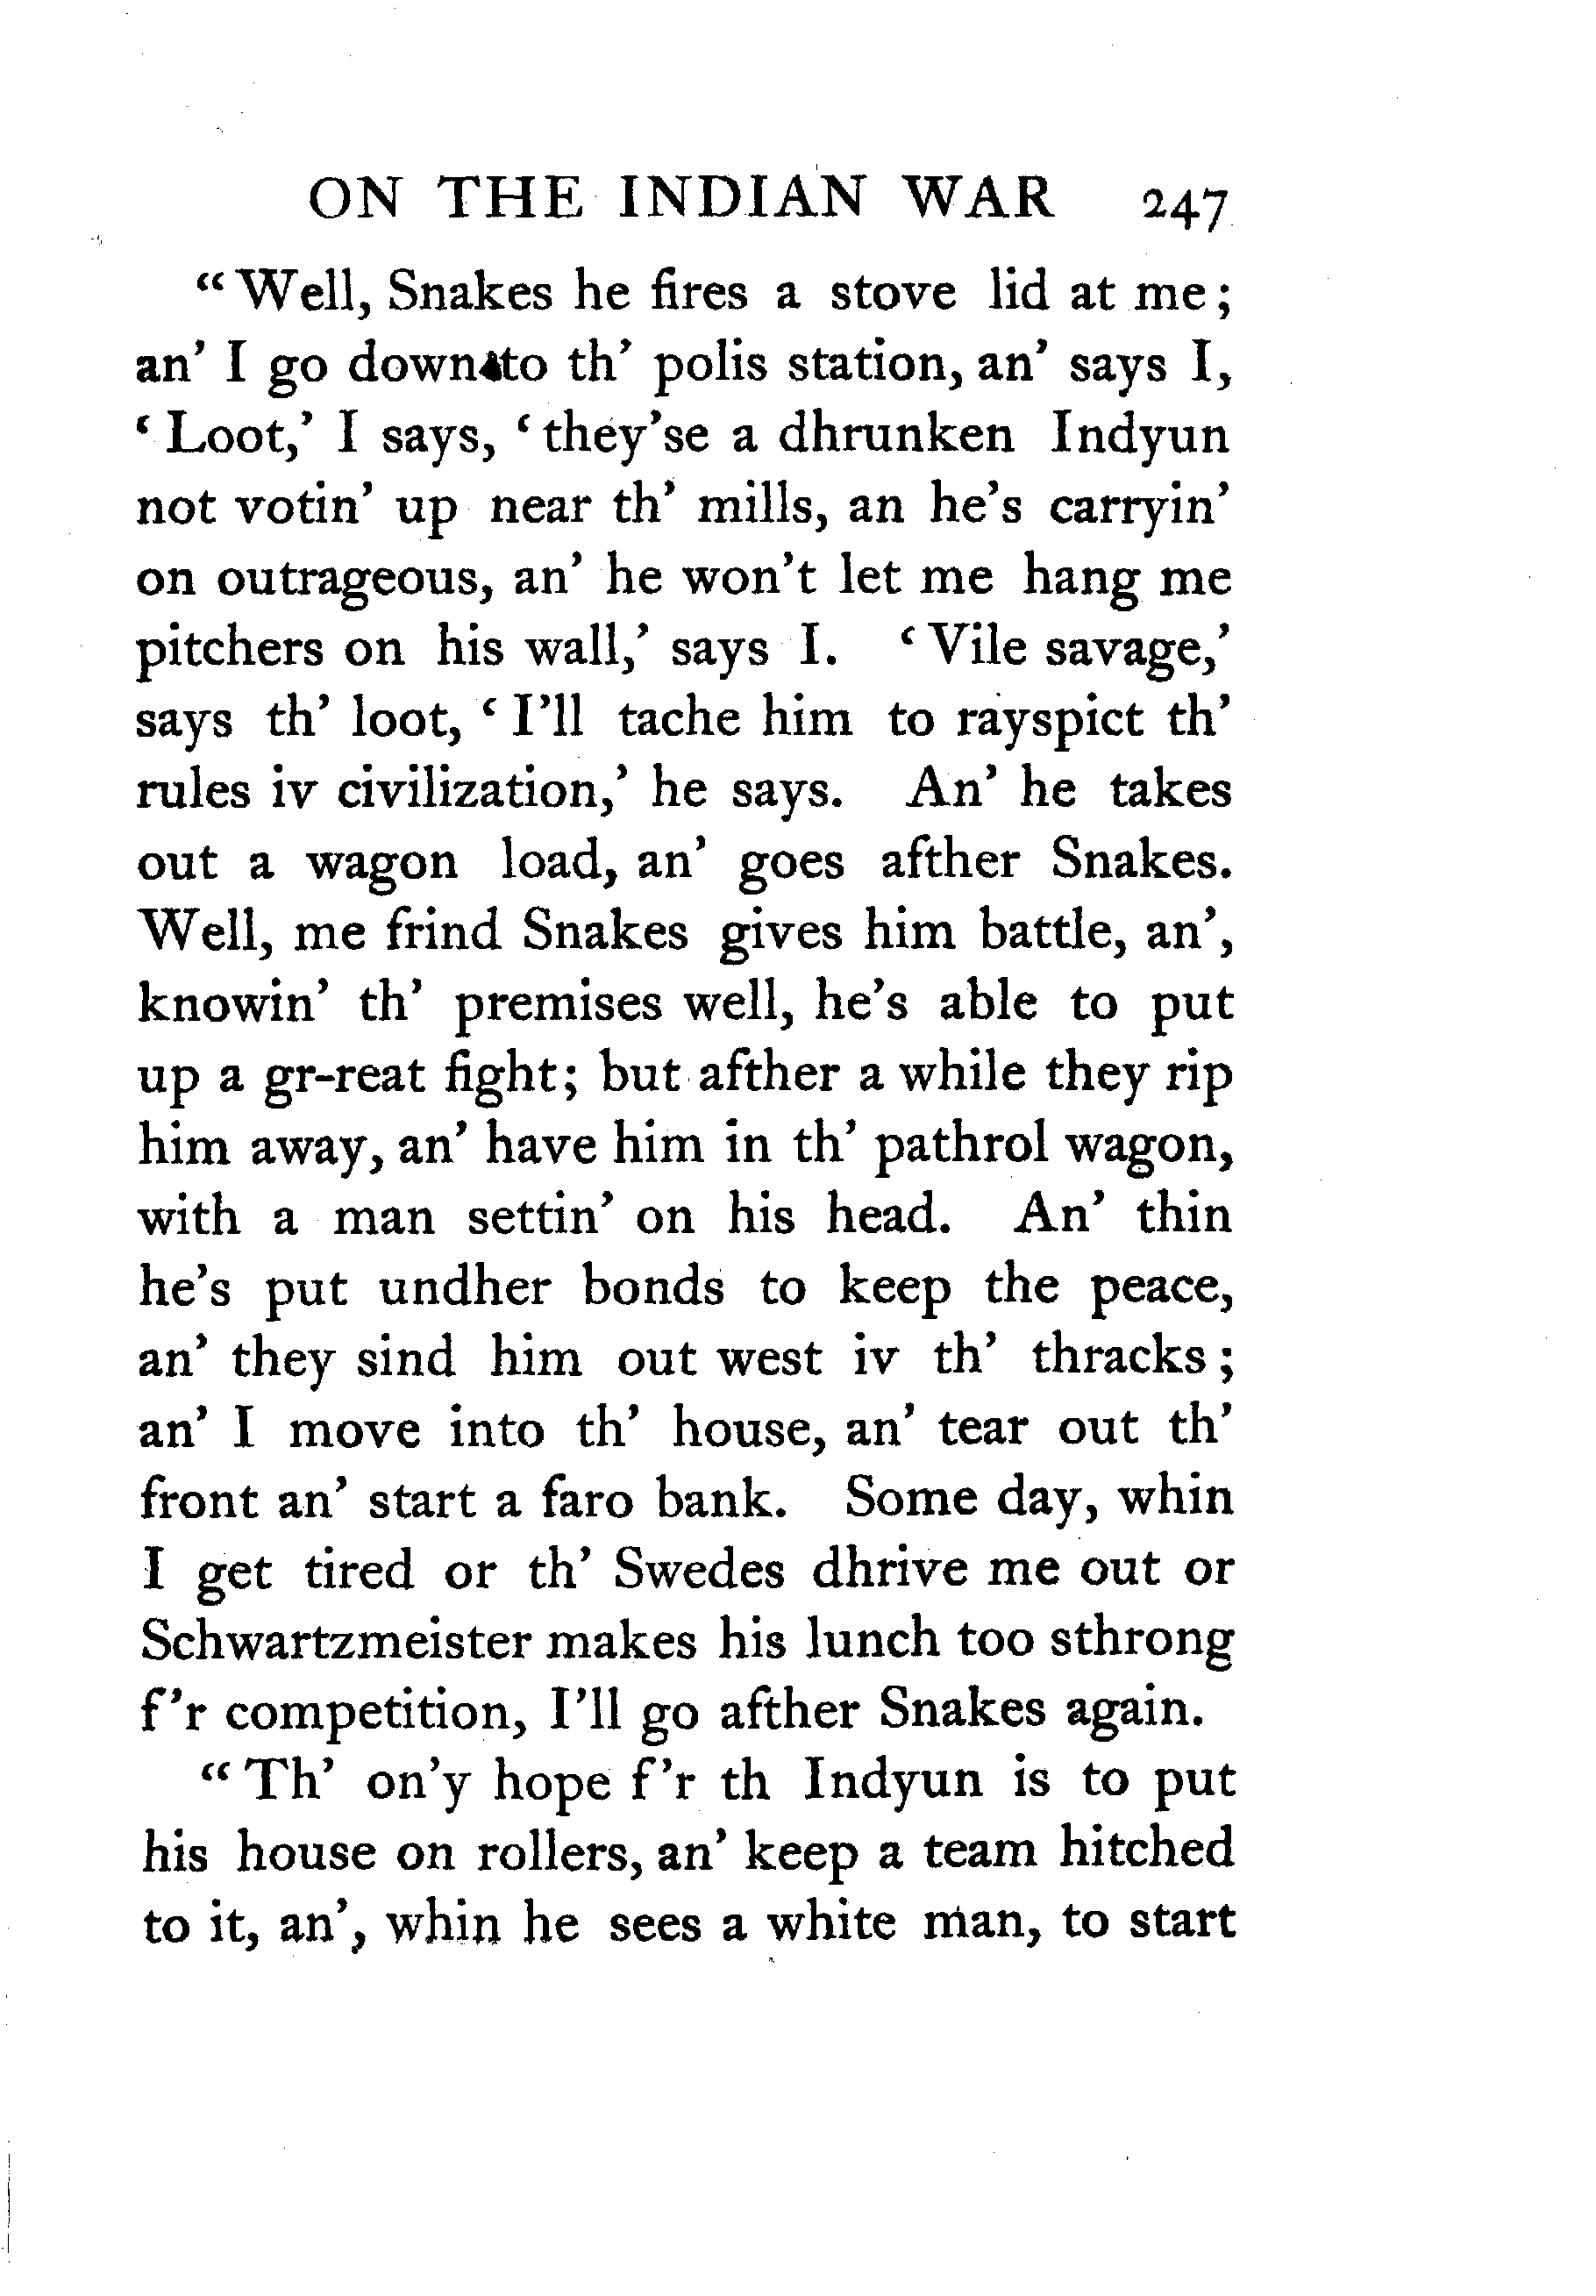 ON THE INDIAN WAR 247
“Well, Snakes he fires a stove lid at me;
an’ I go down to th’ polis station, an’ says I,
‘Loot,’ I says, ‘they’se a dhrunken Indyun
not votin’ up near th’ mills, an he’s carryin’
on outrageous, an’ he won’t let me hang me
pitchers on his wall,’ says I. ‘Vile savage,’
says th’ loot, ‘I’ll tache him to rayspict th’
rules iv civilization,’ he says. An’ he takes
out a wagon load, an’ goes afther Snakes.
Well, me frind Snakes gives him battle, an’,
knowin’ th’ premises well, he’s able to put
up a gr-reat fight; but afther a while they rip
him away, an’ have him in th’ pathrol wagon,
with a man settin’ on his head. An’ thin
he’s put undher bonds to keep the peace,
an’ they sind him out west iv th’ thracks;
an’ I move into th’ house, an’ tear out th’
front an’ start a faro bank. Some day, whin
I get tired or th’ Swedes dhrive me out or
Schwartzmeister makes his lunch too sthrong
f’r competition, I’ll go afther Snakes again.
“Th’ on’y hope f’r th Indyun is to put
his house on rollers, an’ keep a team hitched
to it, an’, whin he sees a white man, to start